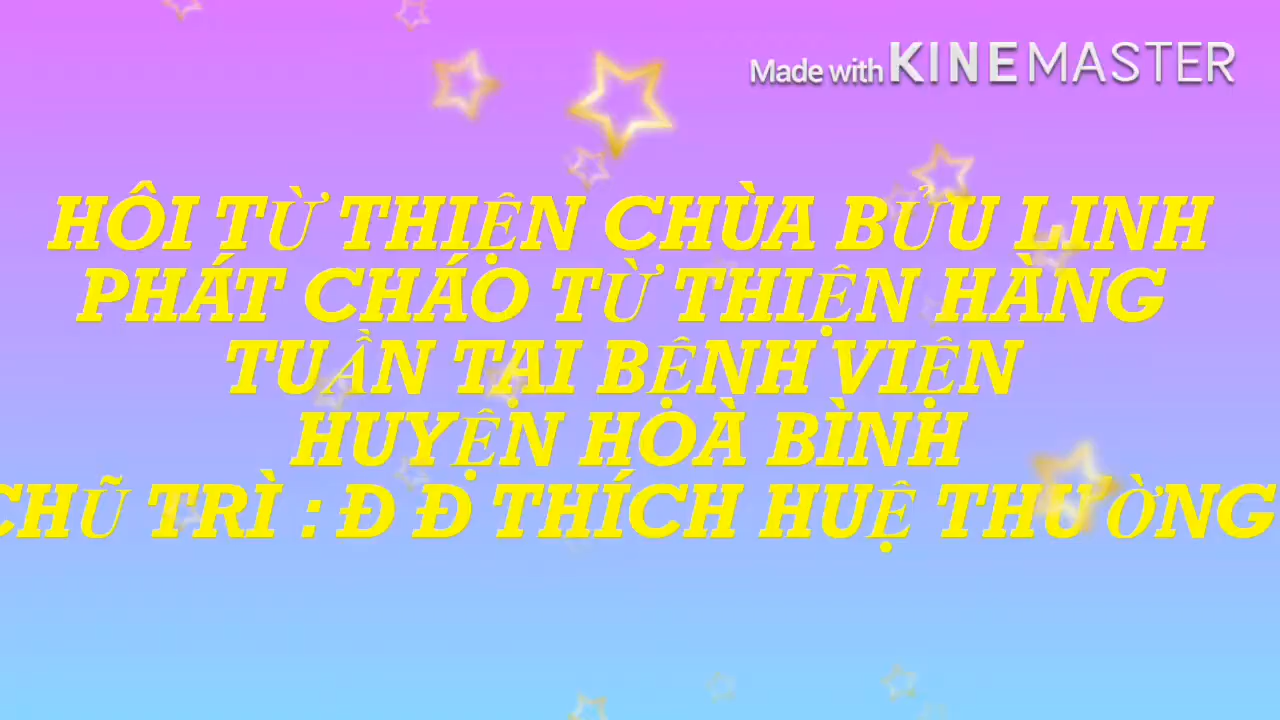 Made with KINEMASTER
HÔI TỪ THIỆN CHÙA BỬU LINH
PHÁT CHÁO TỪ THIỆN HÀNG
TUẦN TẠI BỆNH VIỆN
HUYỆN HOÀ BÌNH
CHŨ TRÌ : Đ Đ THÍCH HUỆ THƯỜNG